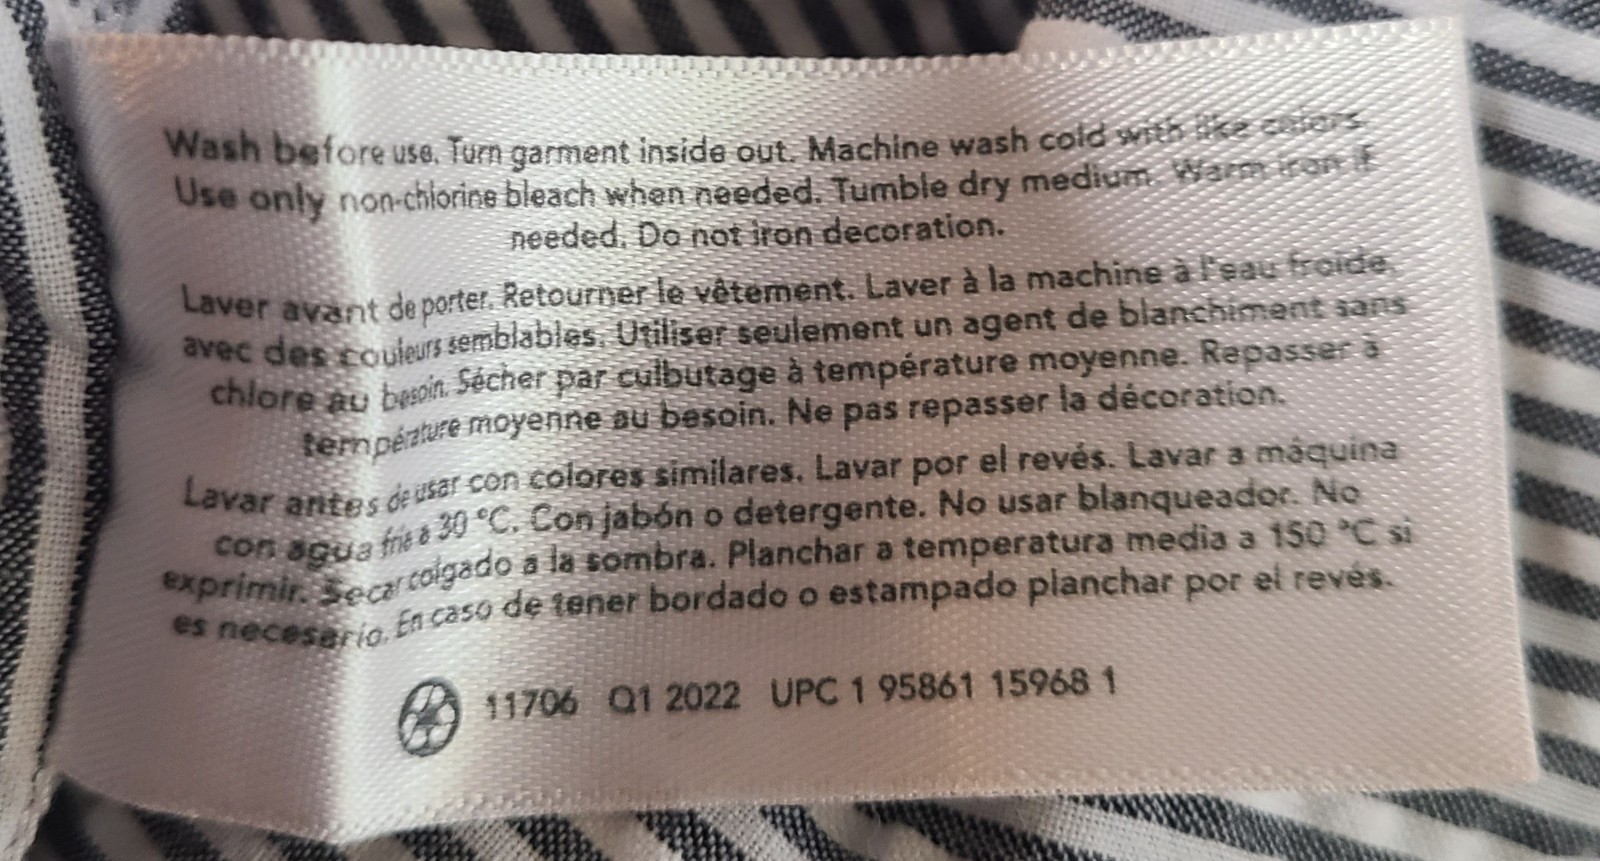 Wash before use. Turn garment inside out. Machine wash cold with like colors.
Use only non-chlorine bleach when needed. Tumble dry medium. Warm iron if
needed. Do not iron decoration.
Laver avant de porter. Retourner le vêtement. Laver à la machine à l'eau froide,
avec des couleurs semblables. Utiliser seulement un agent de blanchiment sans
chlore au besoin. Sécher par culbutage à température moyenne. Repasser à
température moyenne au besoin. Ne pas repasser la décoration.
Lavar antes de usar con colores similares. Lavar por el revés. Lavar a máquina
con agua fría a 30 °C. Con jabón o detergente. No usar blanqueador. No
exprimir. Secar colgado a la sombra. Planchar a temperatura media a 150 °C si
es necesario. En caso de tener bordado o estampado planchar por el revés.
11706 Q1 2022 UPC 1 95861 15968 1